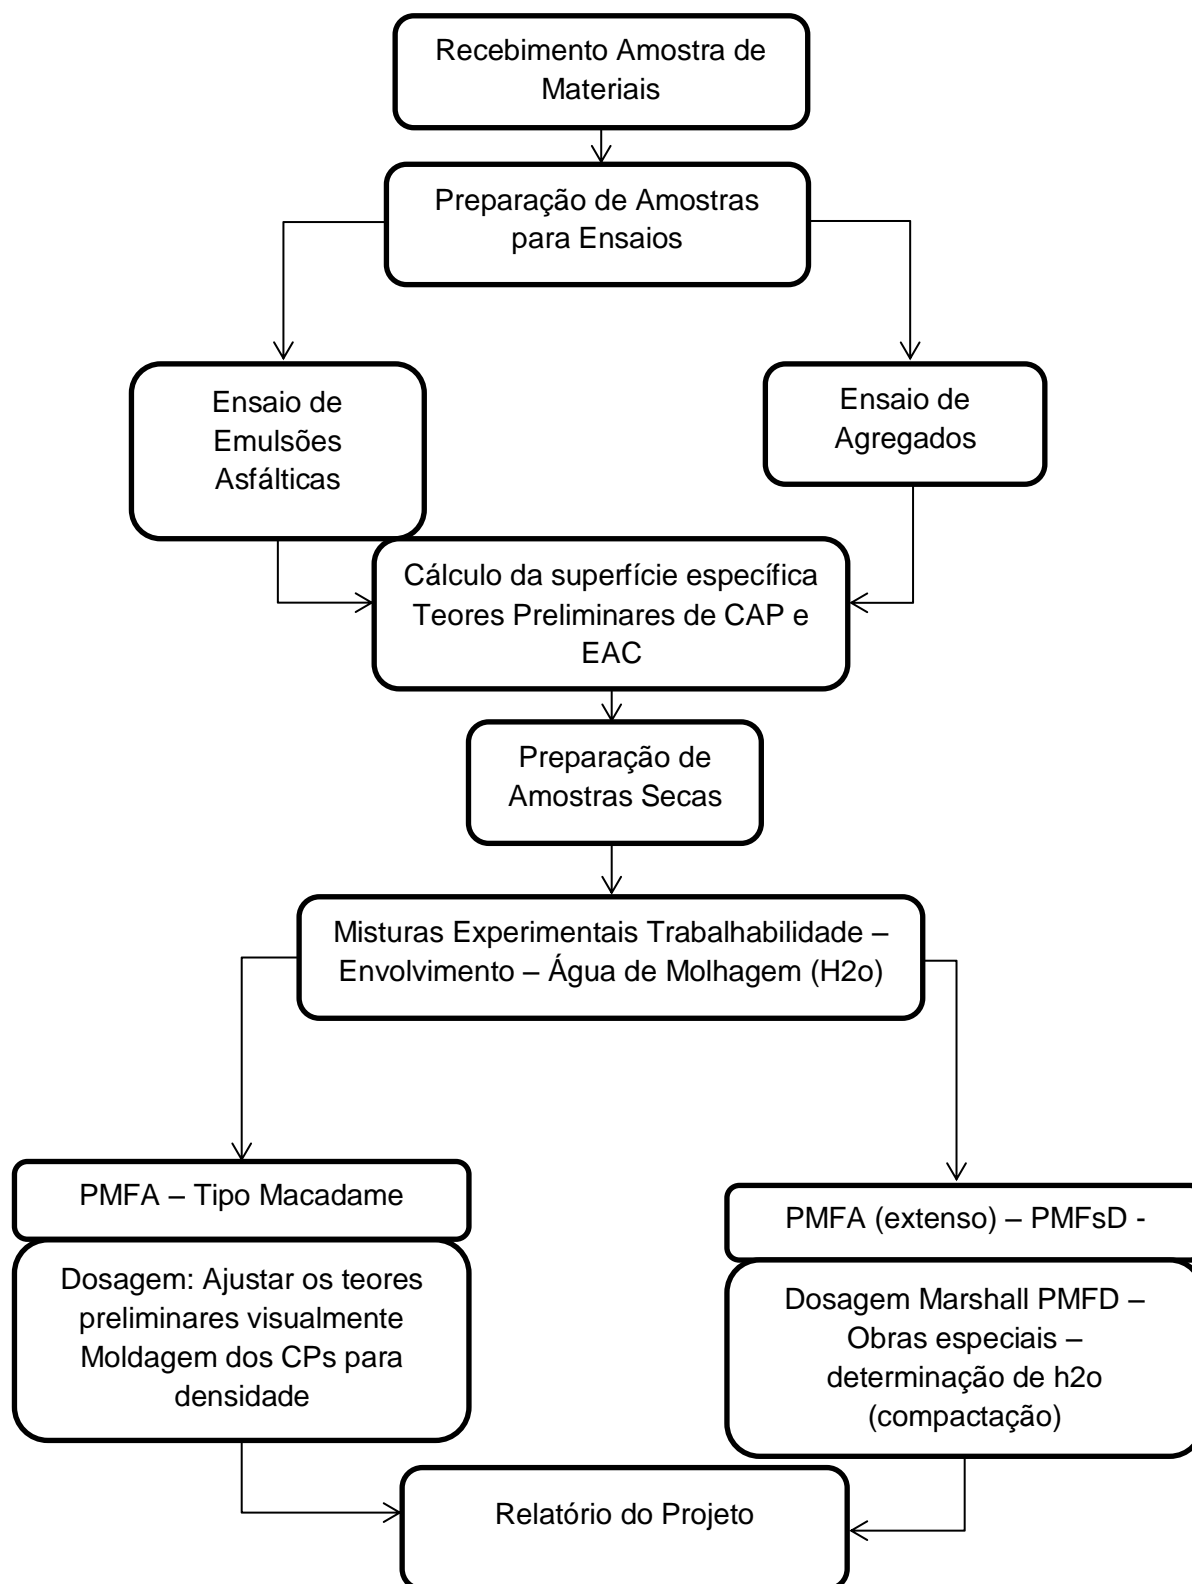 Recebimento Amostra de
Materiais
Preparação de Amostras
para Ensaios
Ensaio de
Emulsões
Asfálticas
Ensaio de
Agregados
Cálculo da superfície específica
Teores Preliminares de CAP e
EAC
Preparação de
Amostras Secas
Misturas Experimentais Trabalhabilidade –
Envolvimento – Água de Molhagem (H2o)
PMFA – Tipo Macadame
Dosagem: Ajustar os teores
preliminares visualmente
Moldagem dos CPs para
densidade
PMFA (extenso) – PMFsD -
Dosagem Marshall PMFD –
Obras especiais –
determinação de h2o
(compactação)
Relatório do Projeto